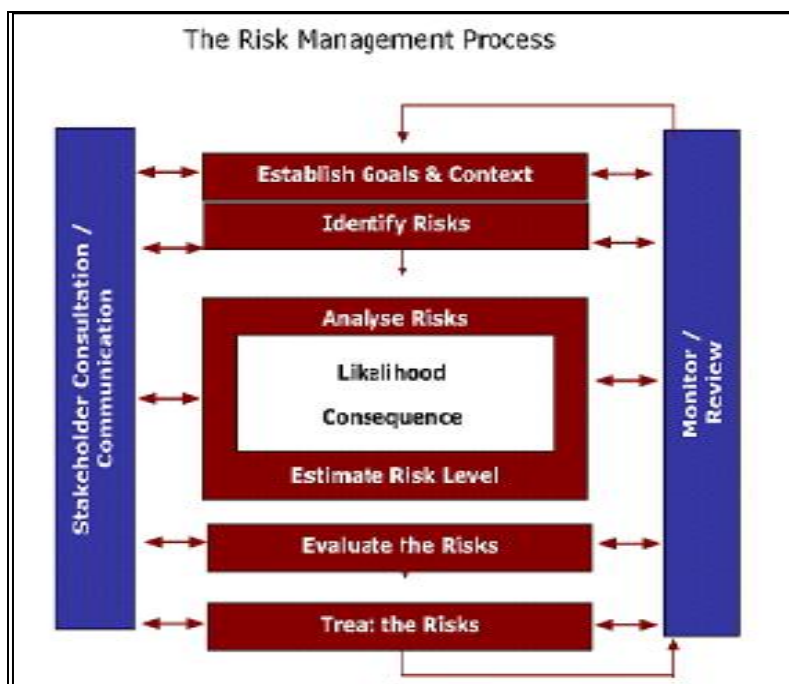 The Risk Management Process
Establish Goals & Context
Identify Risks
Analyse Risks
Likelihood
Consequence
Estimate Risk Level
Evaluate the Risks
Treat the Risks
Stakeholder Consultation /
Communication
Monitor /
Review